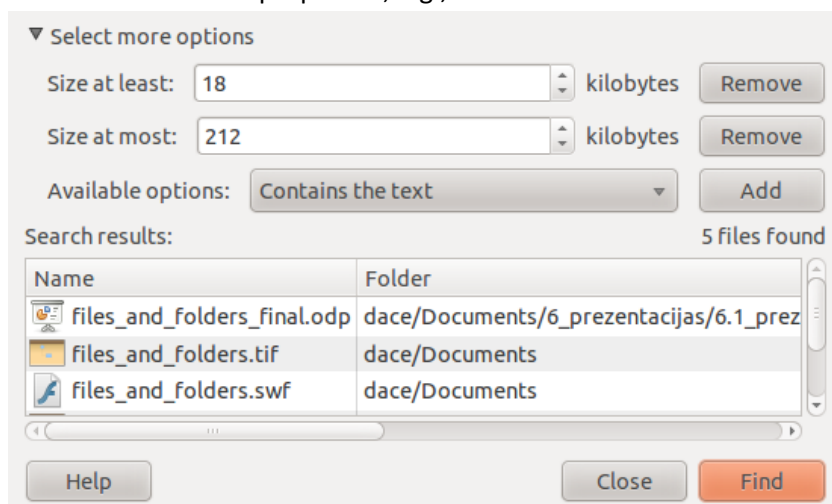 ▼ Select more options
Size at least: 18 kilobytes Remove
Size at most: 212 kilobytes Remove
Available options: Contains the text Add
Search results: 5 files found
Name Folder
files_and_folders_final.odp dace/Documents/6_prezentacijas/6.1_prez
files_and_folders.tif dace/Documents
files_and_folders.swf dace/Documents
Help Close Find